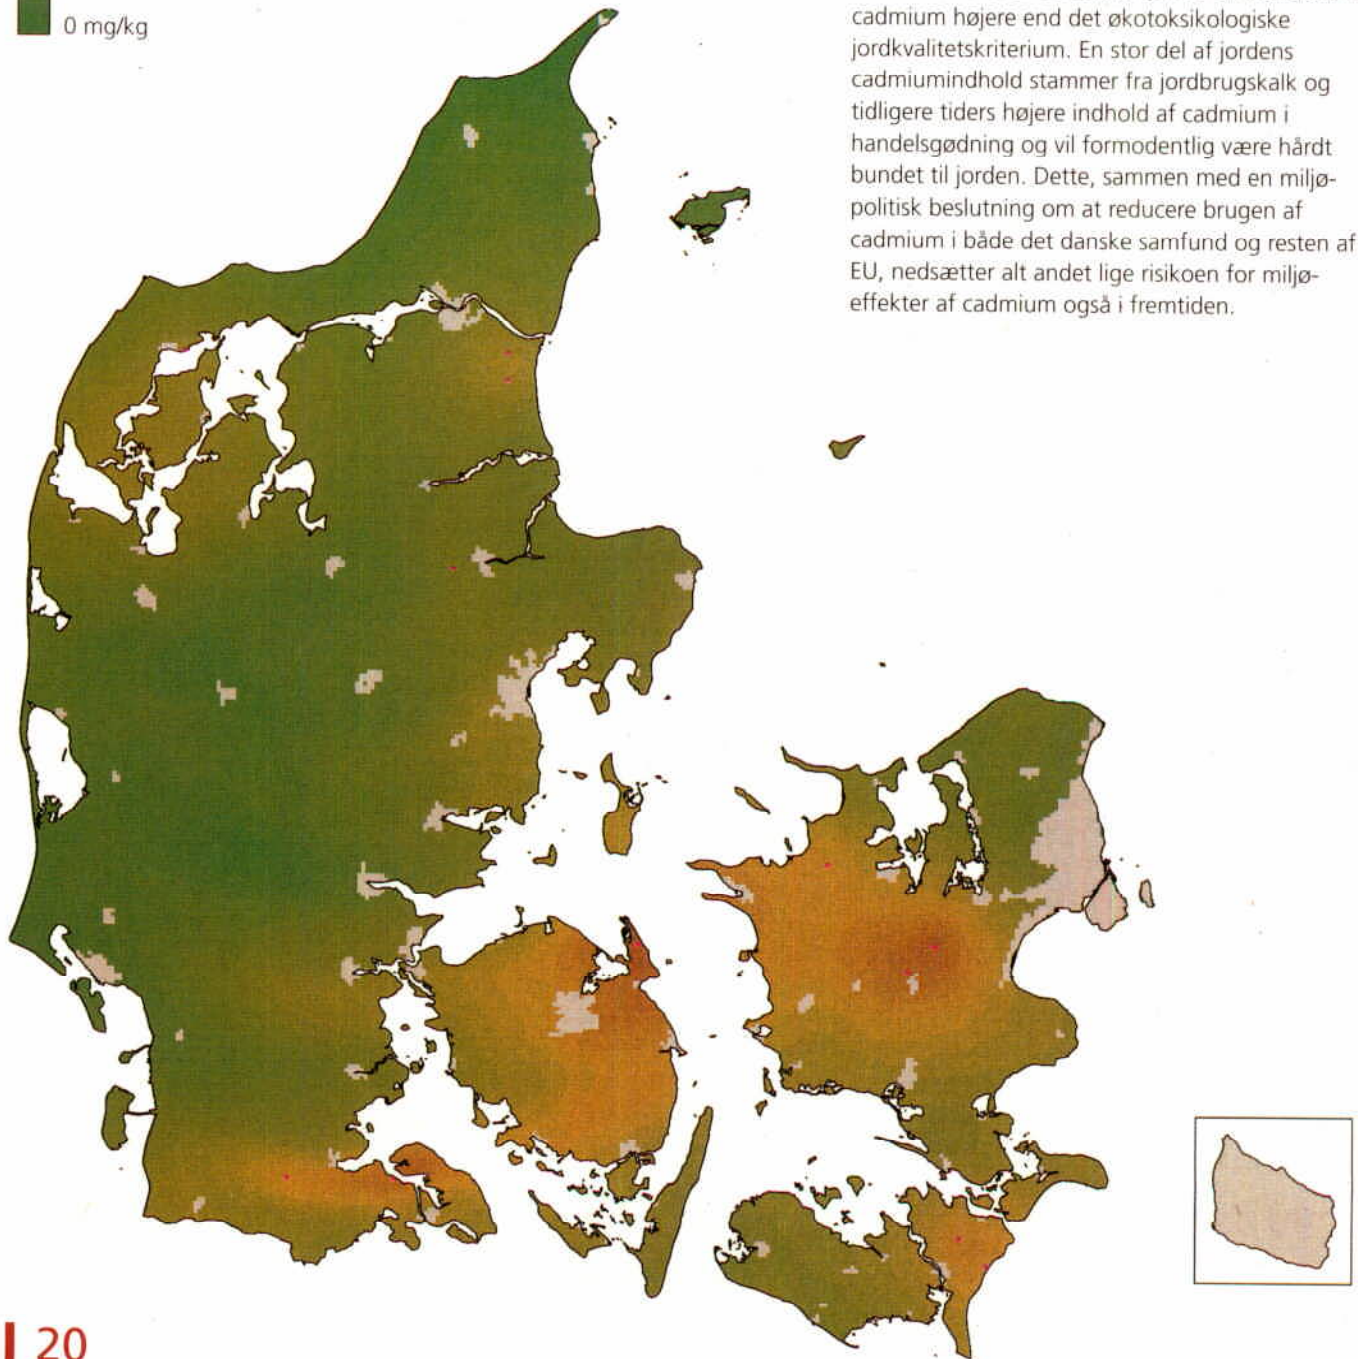 0 mg/kg
cadmium højere end det økotoksikologiske
jordkvalitetskriterium. En stor del af jordens
cadmiumindhold stammer fra jordbrugskalk og
tidligere tiders højere indhold af cadmium i
handelsgødning og vil formodentlig være hårdt
bundet til jorden. Dette, sammen med en miljø-
politisk beslutning om at reducere brugen af
cadmium i både det danske samfund og resten af
EU, nedsætter alt andet lige risikoen for miljø-
effekter af cadmium også i fremtiden.
20